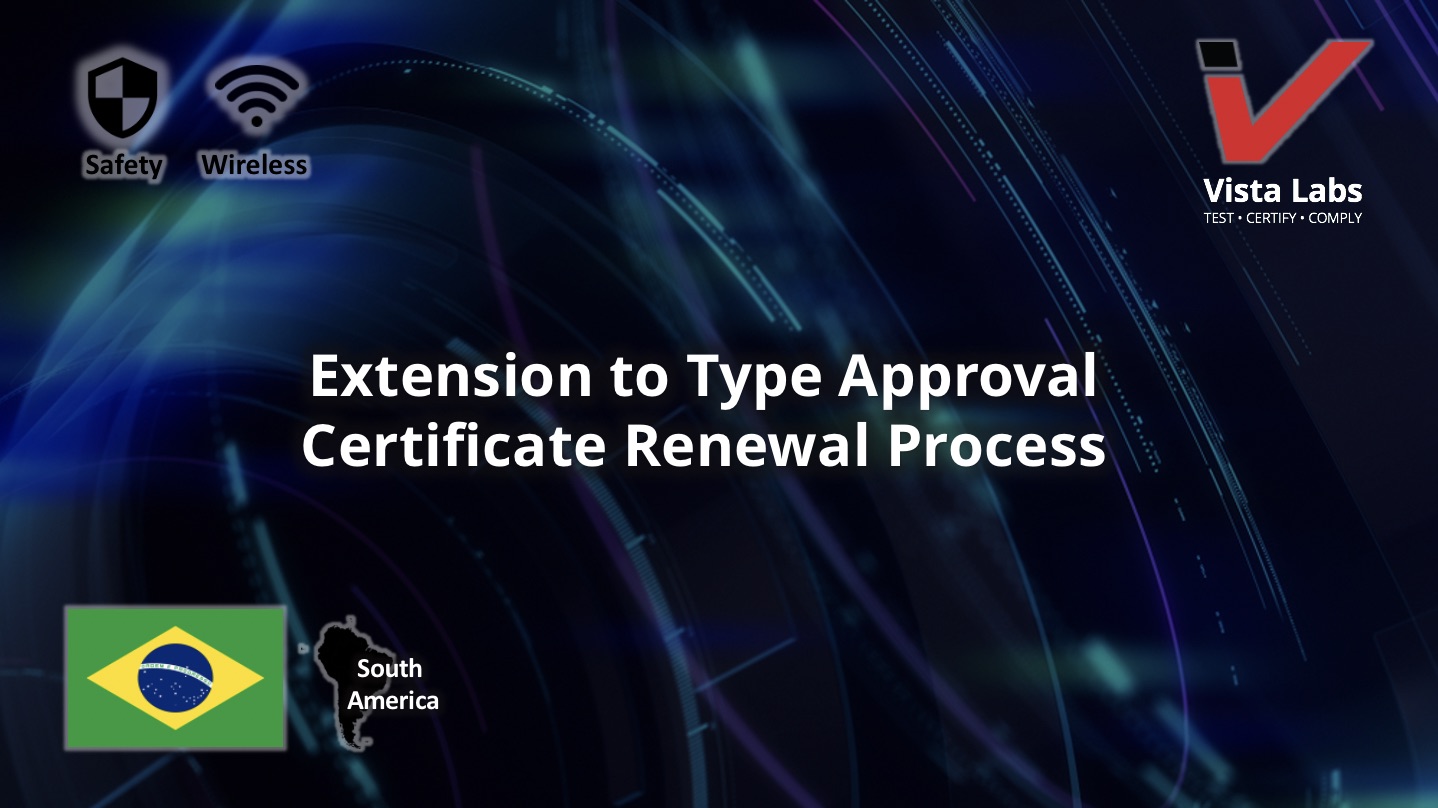 Safety
Wireless
Vista Labs
TEST • CERTIFY • COMPLY
Extension to Type Approval
Certificate Renewal Process
South
America